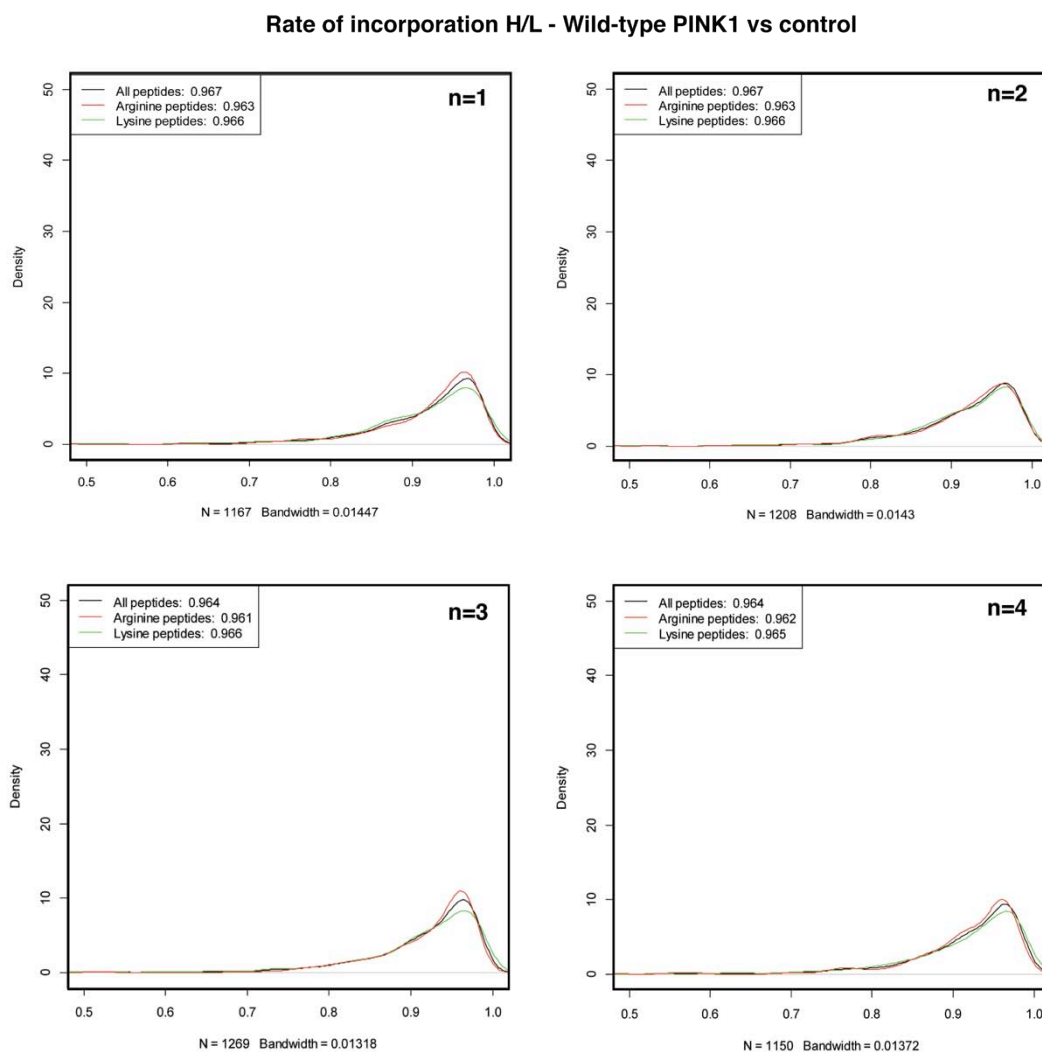 Rate of incorporation H/L - Wild-type PINK1 vs control
n=1
All peptides: 0.967
Arginine peptides: 0.963
Lysine peptides: 0.966
Density
50
40
30
20
10
0
0.5 0.6 0.7 0.8 0.9 1.0
N = 1167 Bandwidth = 0.01447
n=2
All peptides: 0.967
Arginine peptides: 0.963
Lysine peptides: 0.966
Density
50
40
30
20
10
0
0.5 0.6 0.7 0.8 0.9 1.0
N = 1208 Bandwidth = 0.0143
n=3
All peptides: 0.964
Arginine peptides: 0.961
Lysine peptides: 0.966
Density
50
40
30
20
10
0
0.5 0.6 0.7 0.8 0.9 1.0
N = 1269 Bandwidth = 0.01318
n=4
All peptides: 0.964
Arginine peptides: 0.962
Lysine peptides: 0.965
Density
50
40
30
20
10
0
0.5 0.6 0.7 0.8 0.9 1.0
N = 1150 Bandwidth = 0.01372